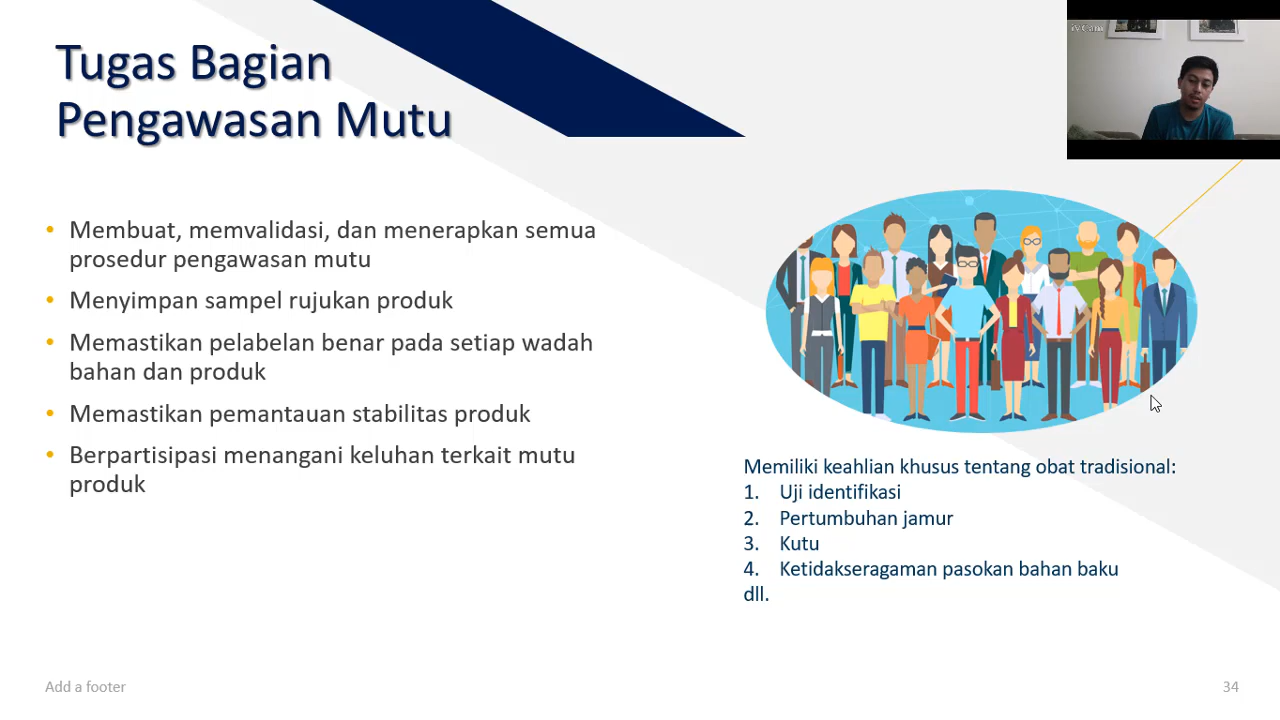 Tugas Bagian
Pengawasan Mutu
iVCam
• Membuat, memvalidasi, dan menerapkan semua
prosedur pengawasan mutu
• Menyimpan sampel rujukan produk
• Memastikan pelabelan benar pada setiap wadah
bahan dan produk
• Memastikan pemantauan stabilitas produk
• Berpartisipasi menangani keluhan terkait mutu
produk
Memiliki keahlian khusus tentang obat tradisional:
1. Uji identifikasi
2. Pertumbuhan jamur
3. Kutu
4. Ketidakseragaman pasokan bahan baku
dll.
Add a footer
34